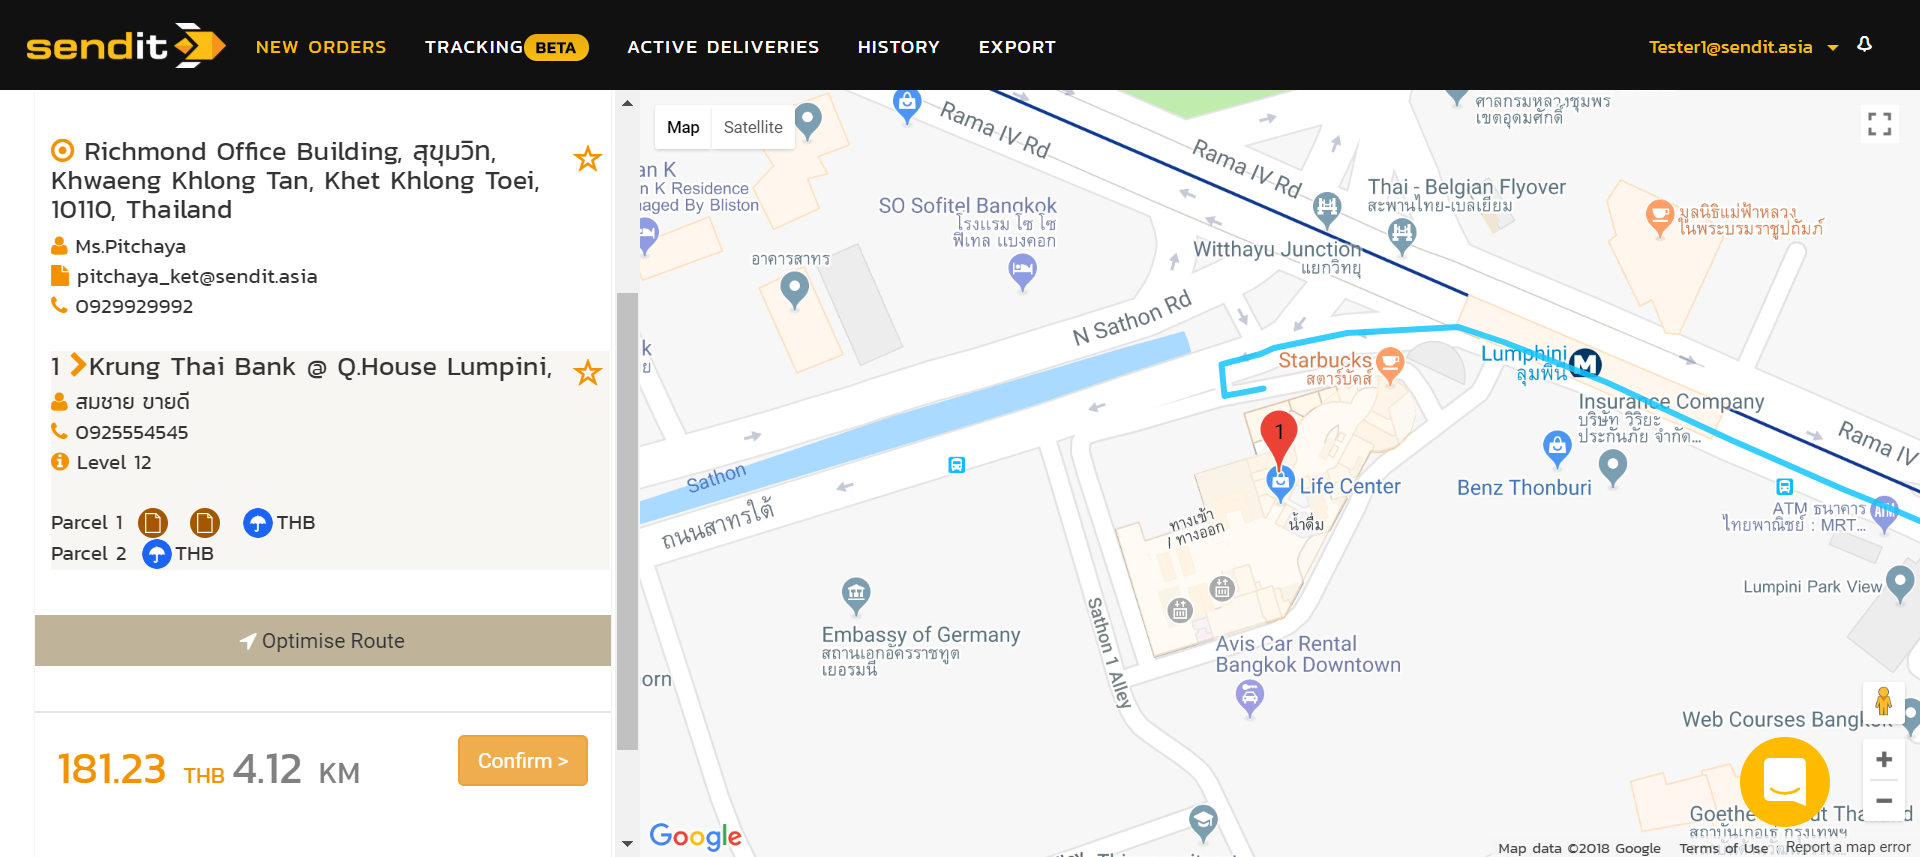 sendit
NEW ORDERS
TRACKING BETA
ACTIVE DELIVERIES
HISTORY
EXPORT
Tester1@sendit.asia
Richmond Office Building, สุขุมวิท,
Khwaeng Khlong Tan, Khet Khlong Toei,
10110, Thailand
Ms.Pitchaya
pitchaya_ket@sendit.asia
0929929992
1 Krung Thai Bank @ Q.House Lumpini,
สมชาย ขายดี
0925554545
Level 12
Parcel 1 THB
Parcel 2 THB
Optimise Route
181.23 THB 4.12 KM
Confirm >
Map
Satellite
Rama IV Rd
Rama IV Rd
ศาลกรมหลวงชุมพร
เขตอุดมศักดิ์
an K
n K Residence
naged By Bliston
SO Sofitel Bangkok
โรงแรม โซ โซ
ฟิเทล แบงคอก
Thai - Belgian Flyover
สะพานไทย-เบลเยียม
มูลนิธิแม่ฟ้าหลวง
ในพระบรมราชูปถัมภ์
Witthayu Junction
แยกวิทยุ
อาคารสาทร
N Sathon Rd
k
ย
Starbucks
สตาร์บัคส์
Lumphini
ลุมพินี
M
Insurance Company
บริษัท วิริยะ
ประกันภัย จำกัด...
Rama IV
1
Sathon
ถนนสาทรใต้
Life Center
ทางเข้า
/ ทางออก
น้ำดื่ม
Benz Thonburi
ATM ธนาคาร
ไทยพาณิชย์ : MRT...
ATM
Lumpini Park View
Embassy of Germany
สถานเอกอัครราชทูต
เยอรมนี
Sathon 1 Alley
Avis Car Rental
Bangkok Downtown
orn
Web Courses Bangkok
Goethe
สถาบันเกอเธ่ กรุงเทพฯ
Google
Map data ©2018 Google
Terms of Use
Report a map error